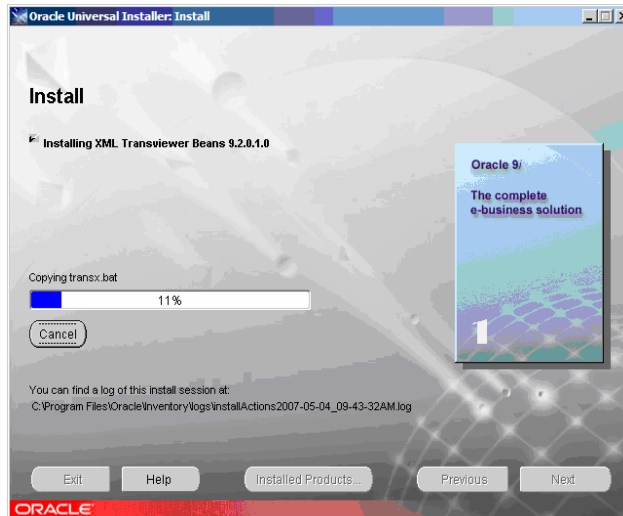 Oracle Universal Installer: Install
Install
Installing XML Transviewer Beans 9.2.0.1.0
Oracle 9i
The complete
e-business solution
Copying transx.bat
11%
Cancel
You can find a log of this install session at:
C:\Program Files\Oracle\Inventory\logs\installActions2007-05-04_09-43-32AM.log
Exit
Help
Installed Products...
Previous
Next
ORACLE